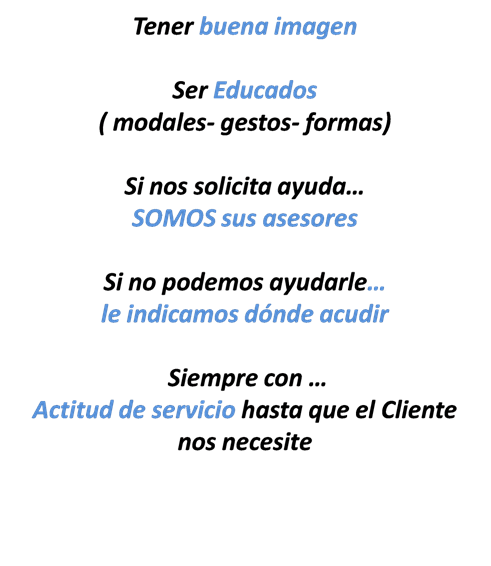 Tener buena imagen
Ser Educados
( modales- gestos- formas)
Si nos solicita ayuda...
SOMOS sus asesores
Si no podemos ayudarle...
le indicamos dónde acudir
Siempre con ...
Actitud de servicio hasta que el Cliente
nos necesite